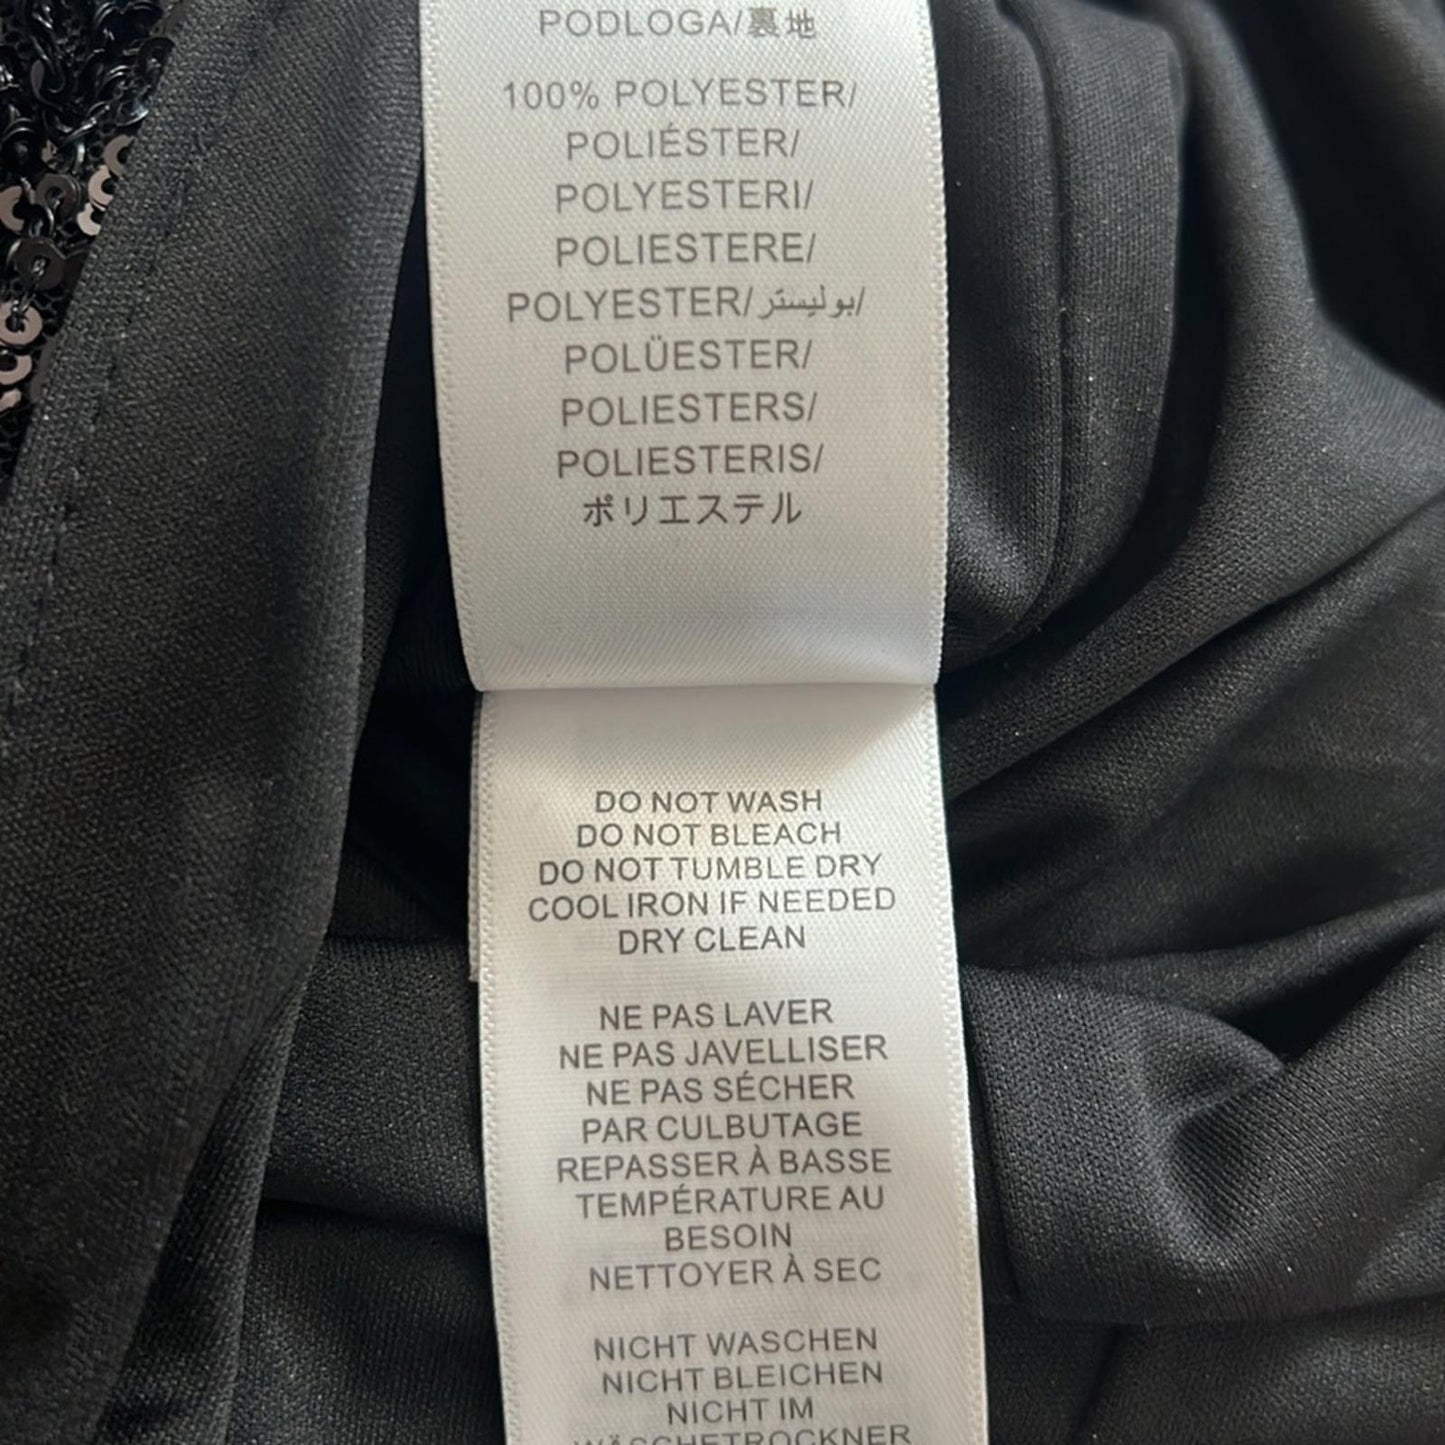 PODLOGA/裏地
100% POLYESTER/
POLIÉSTER/
POLYESTERI/
POLIESTERE/
POLYESTER/بوليستر/
POLÜESTER/
POLIESTERS/
POLIESTERIS/
ポリエステル
DO NOT WASH
DO NOT BLEACH
DO NOT TUMBLE DRY
COOL IRON IF NEEDED
DRY CLEAN
NE PAS LAVER
NE PAS JAVELLISER
NE PAS SÉCHER
PAR CULBUTAGE
REPASSER À BASSE
TEMPÉRATURE AU
BESOIN
NETTOYER À SEC
NICHT WASCHEN
NICHT BLEICHEN
NICHT IM
WÄSCHETROCKNER